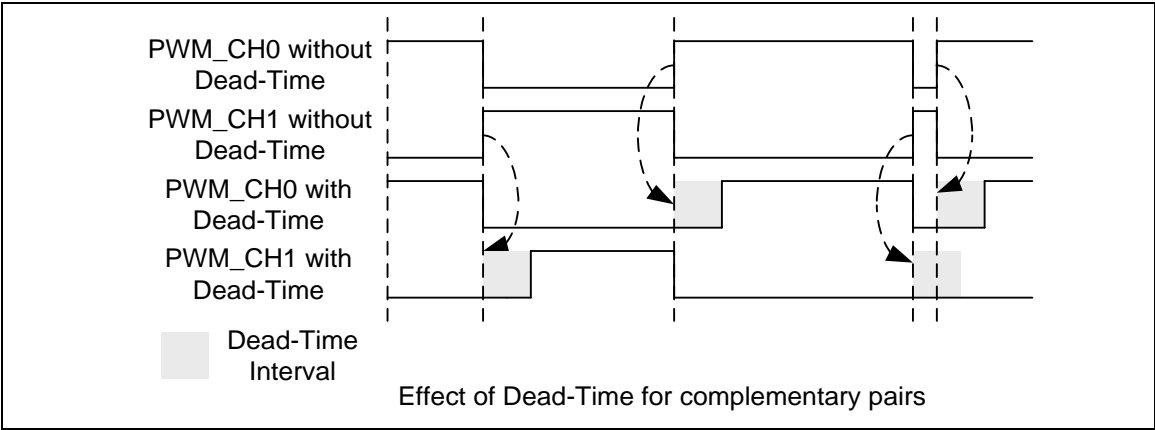 PWM_CH0 without
Dead-Time
PWM_CH1 without
Dead-Time
PWM_CH0 with
Dead-Time
PWM_CH1 with
Dead-Time
Dead-Time
Interval
Effect of Dead-Time for complementary pairs